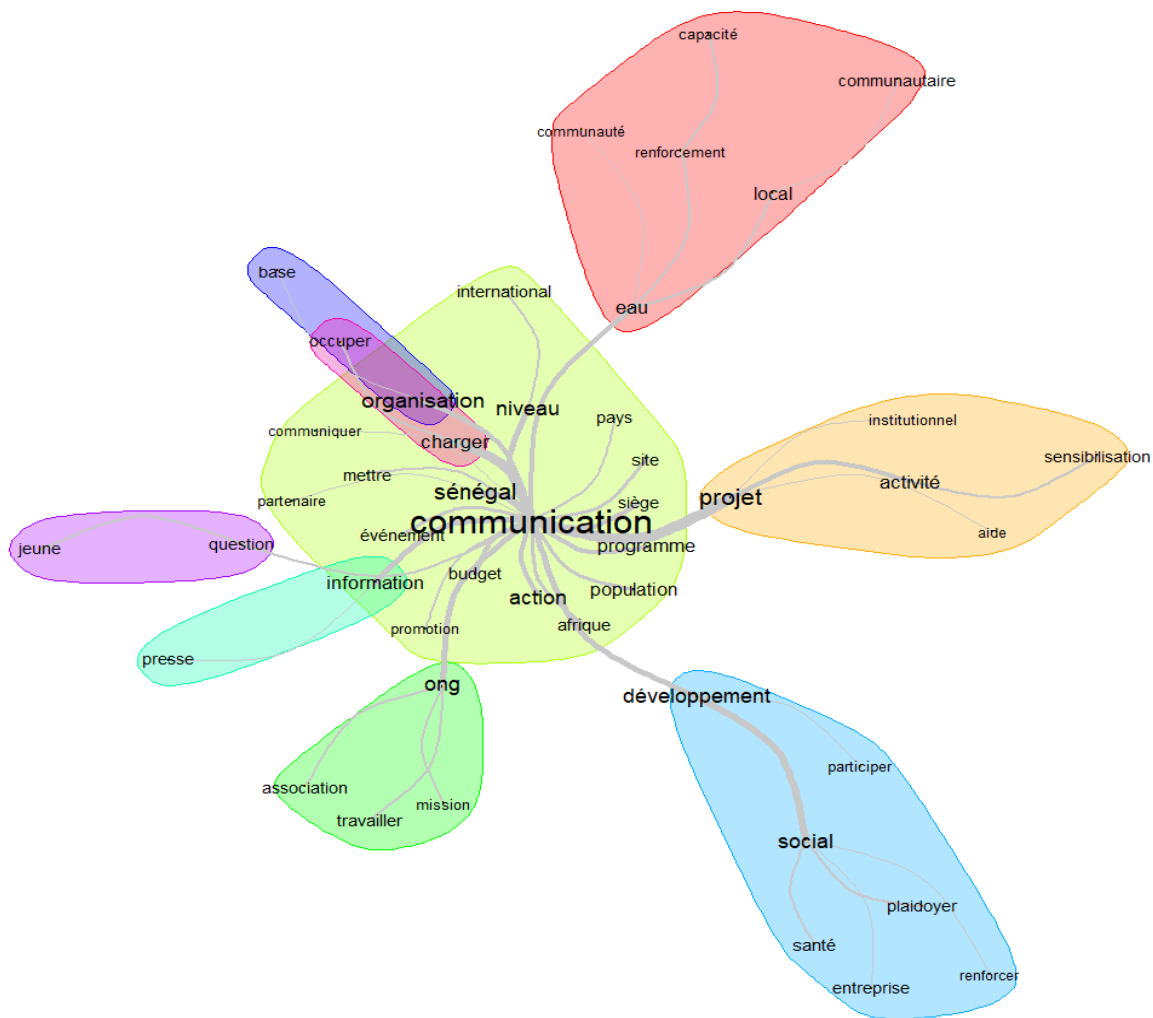 capacité
communautaire
communauté
renforcement
local
base
international
eau
occuper
organisation
niveau
pays
institutionnel
communiquer
charger
site
sensibilisation
mettre
activité
partenaire
sénégal
siège
projet
communication
événement
programme
aide
jeune
question
information
budget
action
population
promotion
afrique
presse
ong
développement
participer
association
travailler
mission
social
plaidoyer
santé
entreprise
renforcer